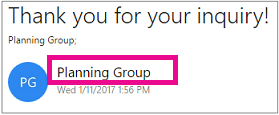 Thank you for your inquiry!
Planning Group;
PG
Planning Group
Wed 1/11/2017 1:56 PM